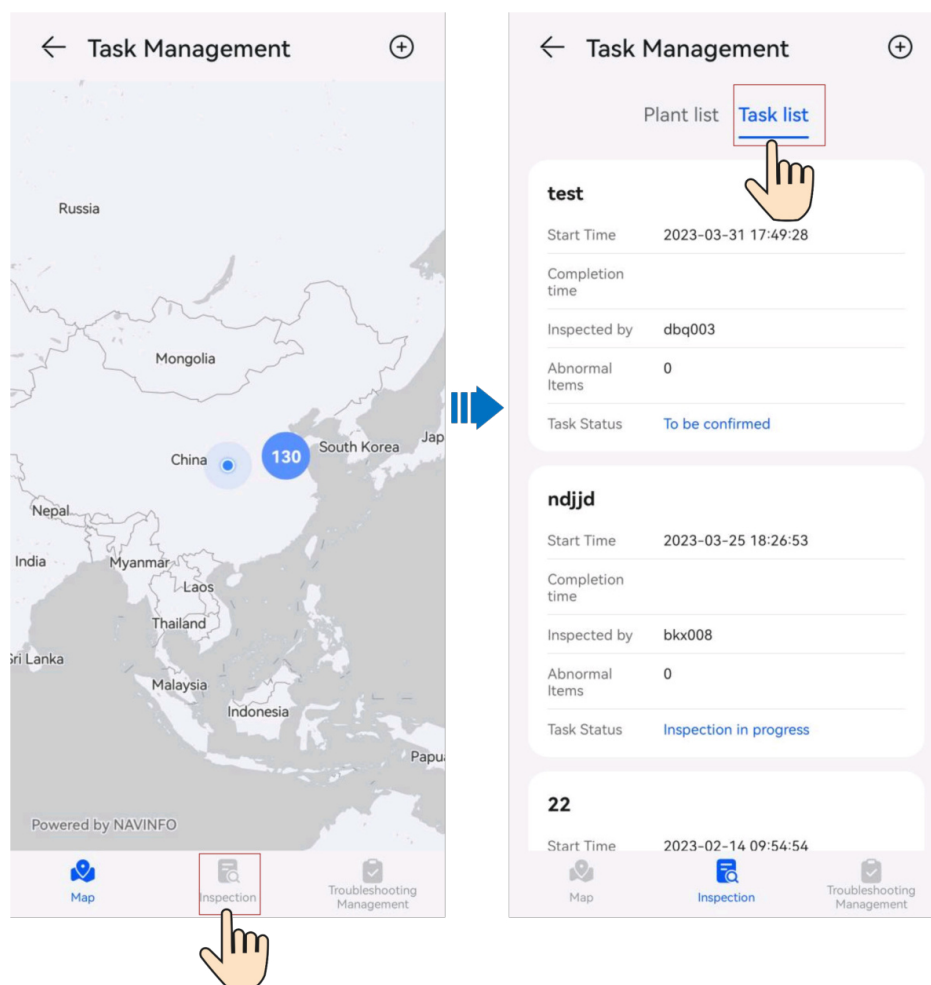 Task Management
Russia
Mongolia
China
130
South Korea
Jap
Nepal
India
Myanmar
Laos
Thailand
Sri Lanka
Malaysia
Indonesia
Papu
Powered by NAVINFO
Map
Inspection
Troubleshooting
Management
Task Management
Plant list Task list
test
Start Time 2023-03-31 17:49:28
Completion
time
Inspected by dbq003
Abnormal 0
Items
Task Status To be confirmed
ndjjd
Start Time 2023-03-25 18:26:53
Completion
time
Inspected by bkx008
Abnormal 0
Items
Task Status Inspection in progress
22
Start Time 2023-02-14 09:54:54
Map
Inspection
Troubleshooting
Management